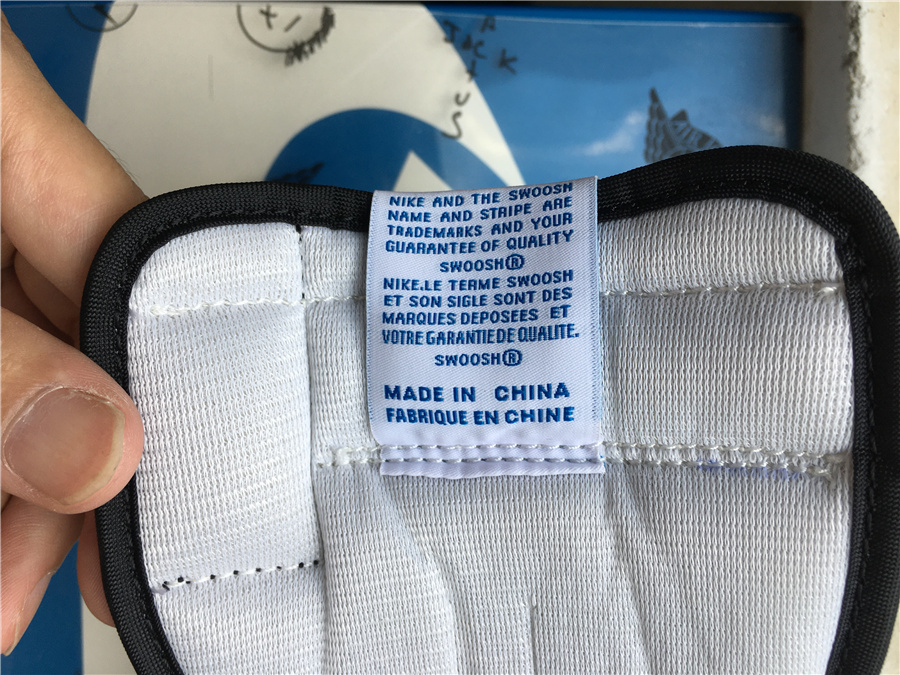 NIKE AND THE SWOOSH
NAME AND STRIPE ARE
TRADEMARKS AND YOUR
GUARANTEE OF QUALITY
SWOOSH®
NIKE.LE TERME SWOOSH
ET SON SIGLE SONT DES
MARQUES DEPOSEES ET
VOTRE GARANTIE DE QUALITE.
SWOOSH®
MADE IN CHINA
FABRIQUE EN CHINE